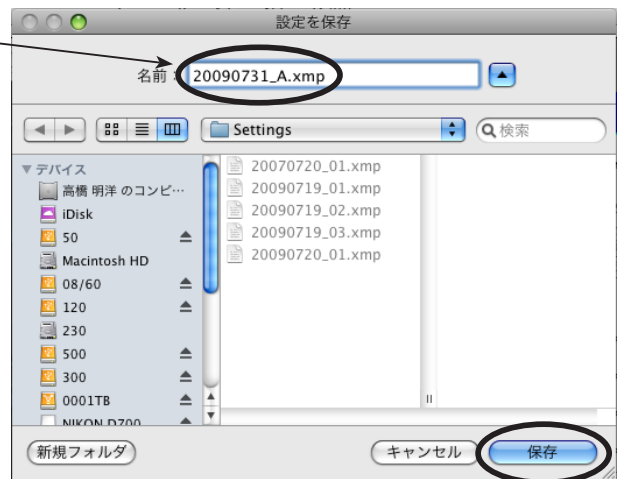 設定を保存
名前： 20090731_A.xmp
Settings
検索
デバイス
高橋 明洋 のコンピ…
iDisk
50
Macintosh HD
08/60
120
230
500
300
0001TB
NIKON D700
20070720_01.xmp
20090719_01.xmp
20090719_02.xmp
20090719_03.xmp
20090720_01.xmp
新規フォルダ
キャンセル
保存